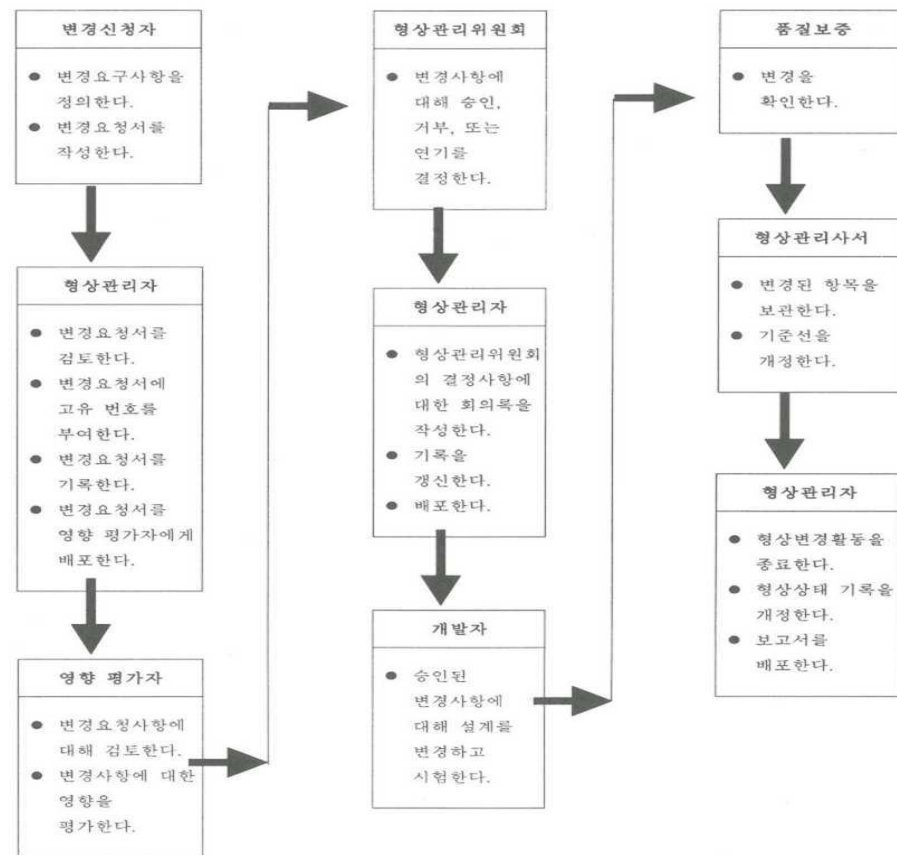 변경신청자
● 변경요구사항을
정의한다.
● 변경요청서를
작성한다.
형상관리자
● 변경요청서를
검토한다.
● 변경요청서에
고유 번호를
부여한다.
● 변경요청서를
기록한다.
● 변경요청서를
영향 평가자에게
배포한다.
영향 평가자
● 변경요청사항에
대해 검토한다.
● 변경사항에 대한
영향을
평가한다.
형상관리위원회
● 변경사항에
대해 승인,
거부, 또는
연기를
결정한다.
형상관리자
● 형상관리위원회
의 결정사항에
대한 회의록을
작성한다.
● 기록을
갱신한다.
● 배포한다.
개발자
● 승인된
변경사항에
대해 설계를
변경하고
시험한다.
품질보증
● 변경을
확인한다.
형상관리사서
● 변경된 항목을
보관한다.
● 기준선을
개정한다.
형상관리자
● 형상변경활동을
종료한다.
● 형상상태 기록을
개정한다.
● 보고서를
배포한다.